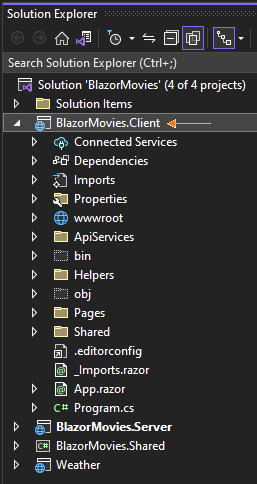 Solution Explorer
Search Solution Explorer (Ctrl+;)
Solution 'BlazorMovies' (4 of 4 projects)
Solution Items
BlazorMovies.Client
Connected Services
Dependencies
Imports
Properties
wwwroot
ApiServices
bin
Helpers
obj
Pages
Shared
.editorconfig
_Imports.razor
App.razor
C# Program.cs
BlazorMovies.Server
C# BlazorMovies.Shared
Weather